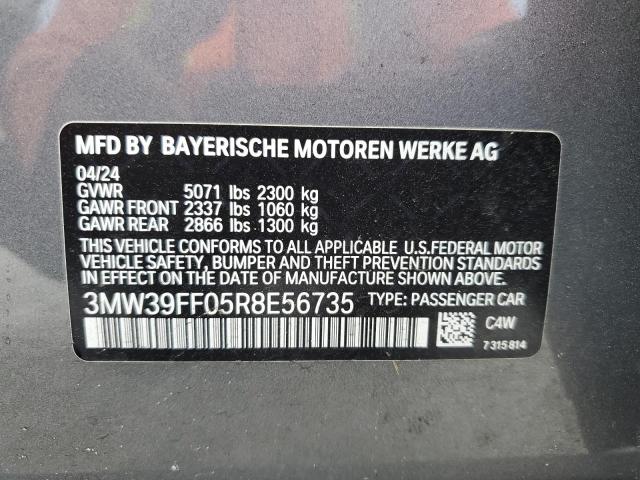 MFD BY BAYERISCHE MOTOREN WERKE AG
04/24
GVWR 5071 lbs 2300 kg
GAWR FRONT 2337 lbs 1060 kg
GAWR REAR 2866 lbs 1300 kg
THIS VEHICLE CONFORMS TO ALL APPLICABLE U.S.FEDERAL MOTOR
VEHICLE SAFETY, BUMPER AND THEFT PREVENTION STANDARDS
IN EFFECT ON THE DATE OF MANUFACTURE SHOWN ABOVE.
3MW39FF05R8E56735 TYPE: PASSENGER CAR
C4W
7315814